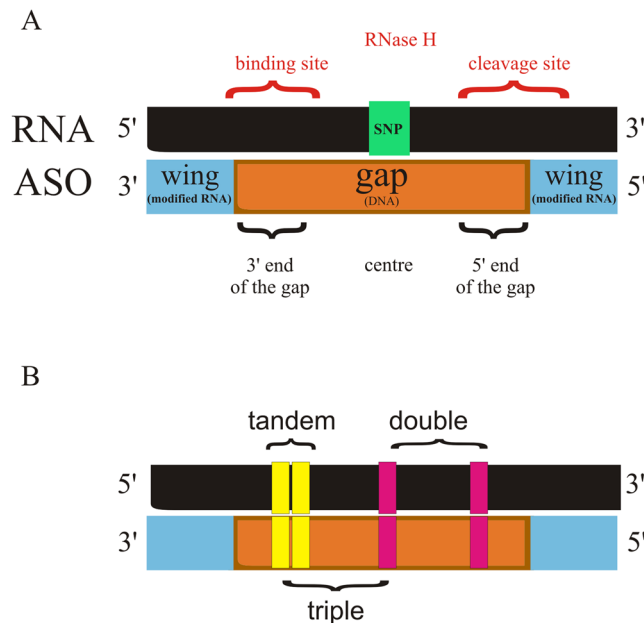 A
RNase H
binding site
cleavage site
RNA 5' SNP 3'
ASO 3' wing gap wing 5'
(modified RNA) (DNA) (modified RNA)
3' end
of the gap
centre
5' end
of the gap
B
tandem double
5' 3'
3' 5'
triple